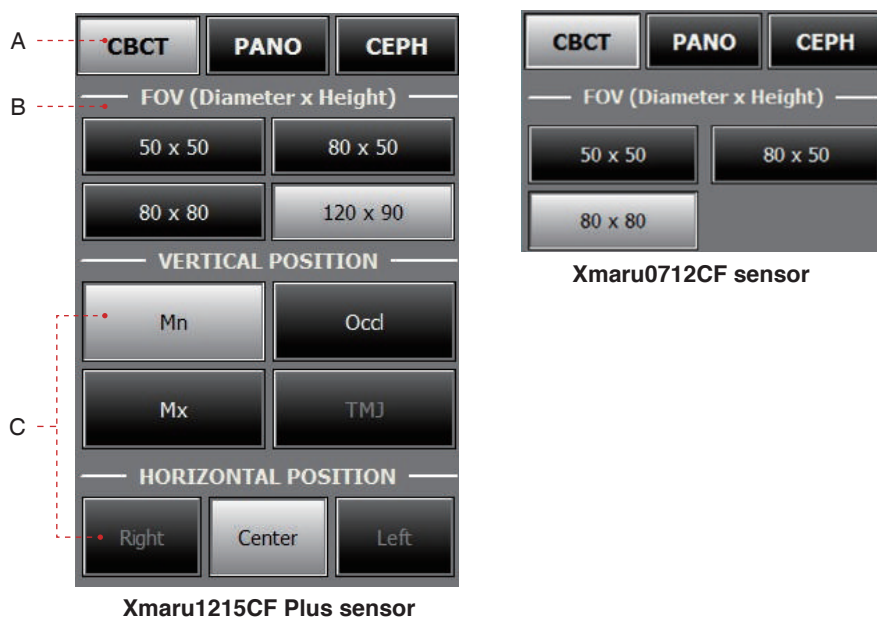 A
CBCT PANO CEPH
B
FOV (Diameter x Height)
50 x 50 80 x 50
80 x 80 120 x 90
VERTICAL POSITION
Mn Occl
C
Mx TMJ
HORIZONTAL POSITION
Right Center Left
Xmaru1215CF Plus sensor
CBCT PANO CEPH
FOV (Diameter x Height)
50 x 50 80 x 50
80 x 80
Xmaru0712CF sensor